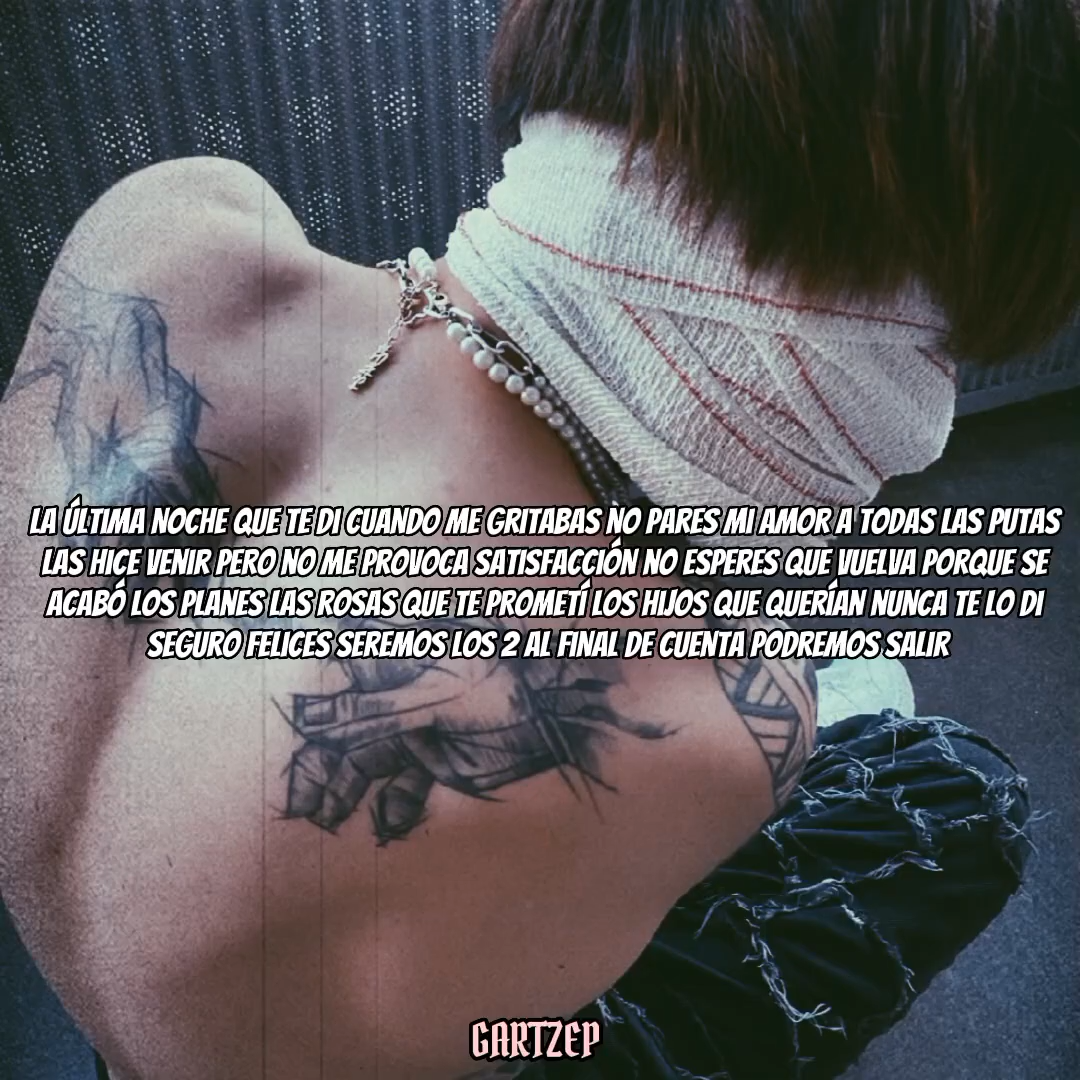 LA ÚLTIMA NOCHE QUE TE DI CUANDO ME GRITABAS NO PARES MI AMOR A TODAS LAS PUTAS
LAS HICE VENIR PERO NO ME PROVOCA SATISFACCIÓN NO ESPERES QUE VUELVA PORQUE SE
ACABÓ LOS PLANES LAS ROSAS QUE TE PROMETÍ LOS HIJOS QUE QUERÍAN NUNCA TE LO DI
SEGURO FELICES SEREMOS LOS 2 AL FINAL DE CUENTA PODREMOS SALIR
GARTZEP